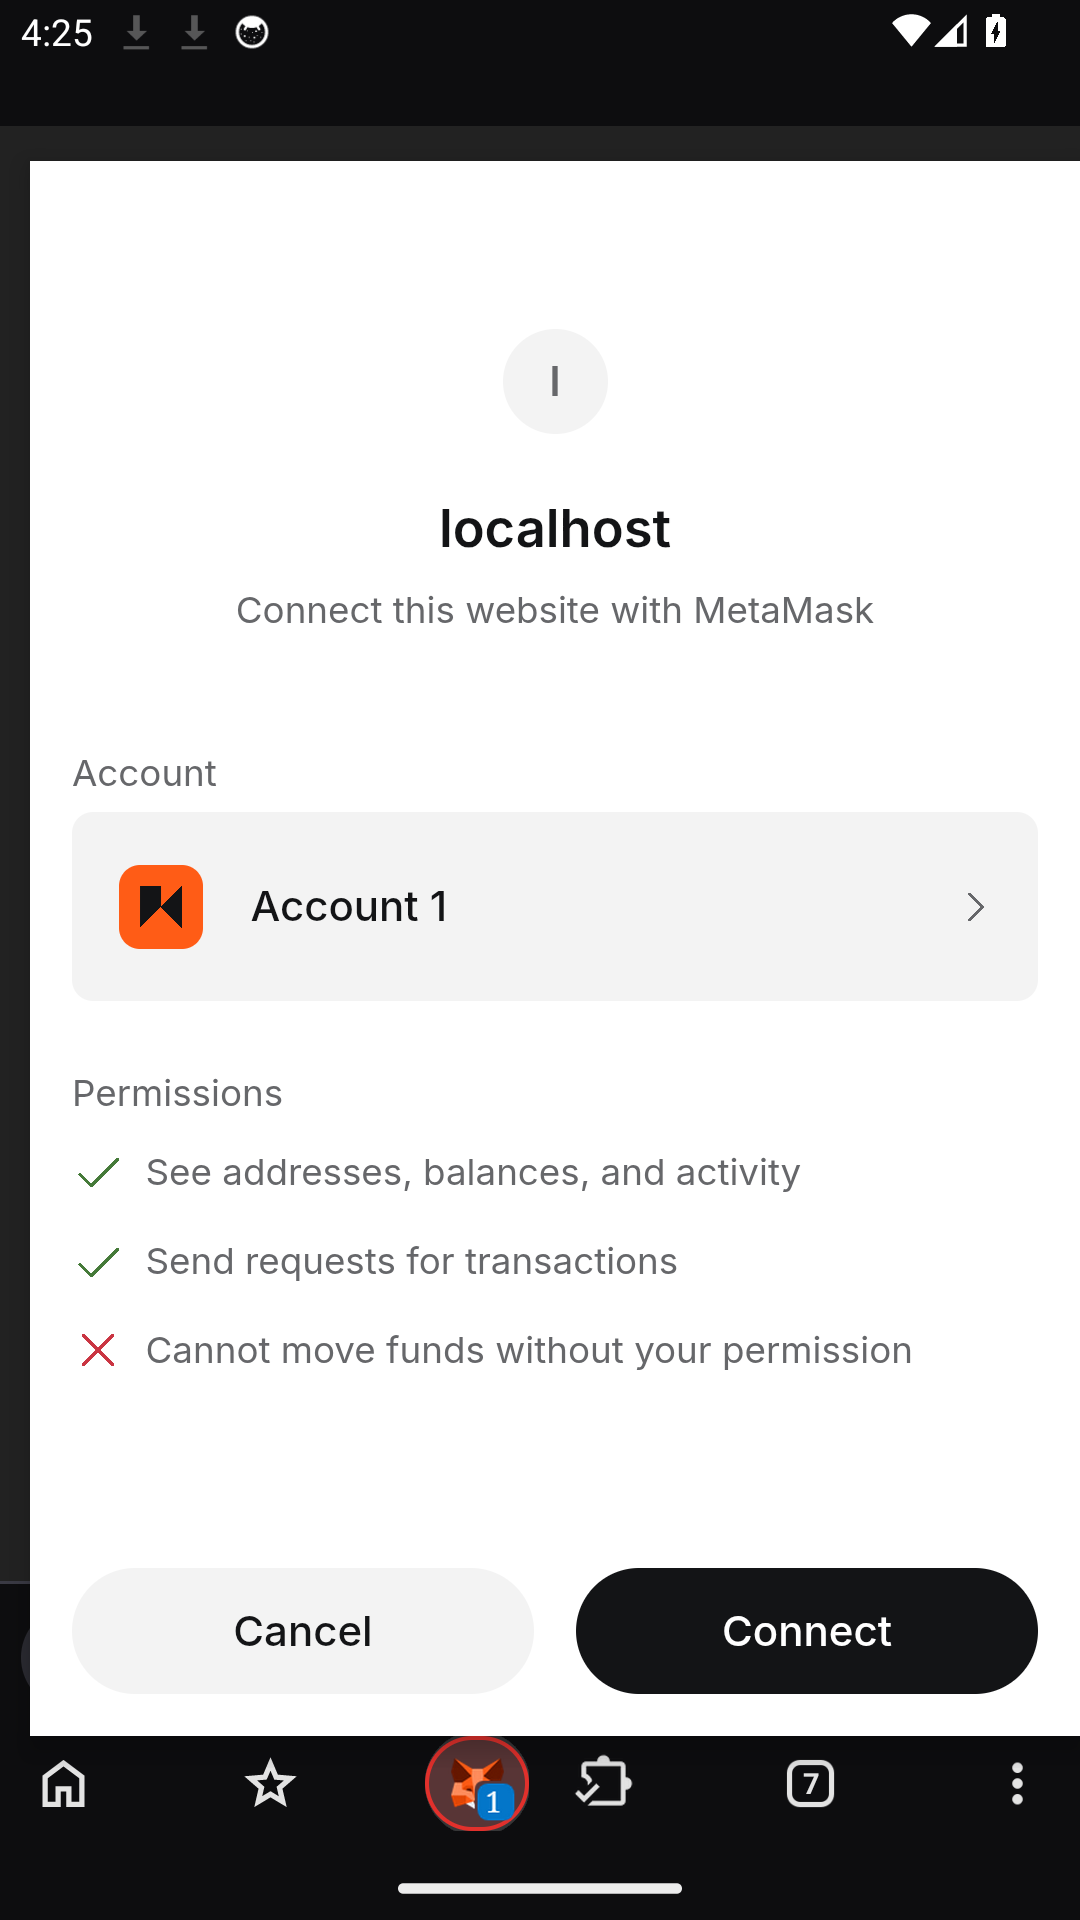 4:25
l
localhost
Connect this website with MetaMask
Account
Account 1
Permissions
See addresses, balances, and activity
Send requests for transactions
Cannot move funds without your permission
Cancel
Connect
1
7